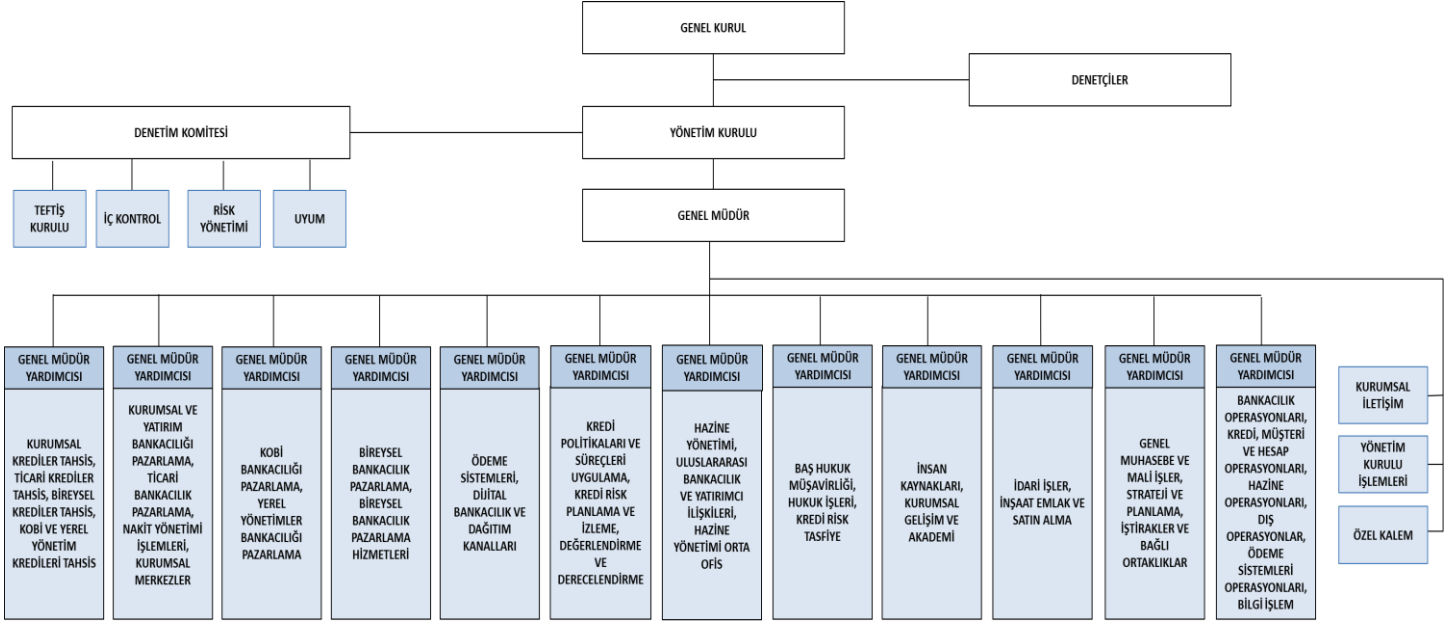 GENEL KURUL
DENETÇİLER
DENETİM KOMİTESİ
YÖNETİM KURULU
TEFTİŞ
KURULU
İÇ KONTROL
RİSK
YÖNETİMİ
UYUM
GENEL MÜDÜR
GENEL MÜDÜR
YARDIMCISI
KURUMSAL
KREDİLER TAHSİS,
TİCARİ KREDİLER
TAHSİS, BİREYSEL
KREDİLER TAHSİS,
KOBİ VE YEREL
YÖNETİM
KREDİLERİ TAHSİS
GENEL MÜDÜR
YARDIMCISI
KURUMSAL VE
YATIRIM
BANKACILIĞI
PAZARLAMA,
TİCARİ
BANKACILIK
PAZARLAMA,
NAKİT YÖNETİMİ
İŞLEMLERİ,
KURUMSAL
MERKEZLER
GENEL MÜDÜR
YARDIMCISI
KOBİ
BANKACILIĞI
PAZARLAMA,
YEREL
YÖNETİMLER
BANKACILIĞI
PAZARLAMA
GENEL MÜDÜR
YARDIMCISI
BİREYSEL
BANKACILIK
PAZARLAMA,
BİREYSEL
BANKACILIK
PAZARLAMA
HİZMETLERİ
GENEL MÜDÜR
YARDIMCISI
ÖDEME
SİSTEMLERİ,
DİJİTAL
BANKACILIK VE
DAĞITIM
KANALLARI
GENEL MÜDÜR
YARDIMCISI
KREDİ
POLİTİKALARI VE
SÜREÇLERİ
UYGULAMA,
KREDİ RİSK
PLANLAMA VE
İZLEME,
DEĞERLENDİRME
VE
DERECELENDİRME
GENEL MÜDÜR
YARDIMCISI
HAZİNE
YÖNETİMİ,
ULUSLARARASI
BANKACILIK
VE YATIRIMCI
İLİŞKİLERİ,
HAZİNE
YÖNETİMİ ORTA
OFİS
GENEL MÜDÜR
YARDIMCISI
BAŞ HUKUK
MÜŞAVİRLİĞİ,
HUKUK İŞLERİ,
KREDİ RİSK
TASFİYE
GENEL MÜDÜR
YARDIMCISI
İNSAN
KAYNAKLARI,
KURUMSAL
GELİŞİM VE
AKADEMİ
GENEL MÜDÜR
YARDIMCISI
İDARİ İŞLER,
İNŞAAT EMLAK VE
SATIN ALMA
GENEL MÜDÜR
YARDIMCISI
GENEL
MUHASEBE VE
MALİ İŞLER,
STRATEJİ VE
PLANLAMA,
İŞTİRAKLER VE
BAĞLI
ORTAKLIKLAR
GENEL MÜDÜR
YARDIMCISI
BANKACILIK
OPERASYONLARI,
KREDİ, MÜŞTERİ
VE HESAP
OPERASYONLARI,
HAZİNE
OPERASYONLARI,
DIŞ
OPERASYONLAR,
ÖDEME
SİSTEMLERİ
OPERASYONLARI,
BİLGİ İŞLEM
KURUMSAL
İLETİŞİM
YÖNETİM
KURULU
İŞLEMLERİ
ÖZEL KALEM